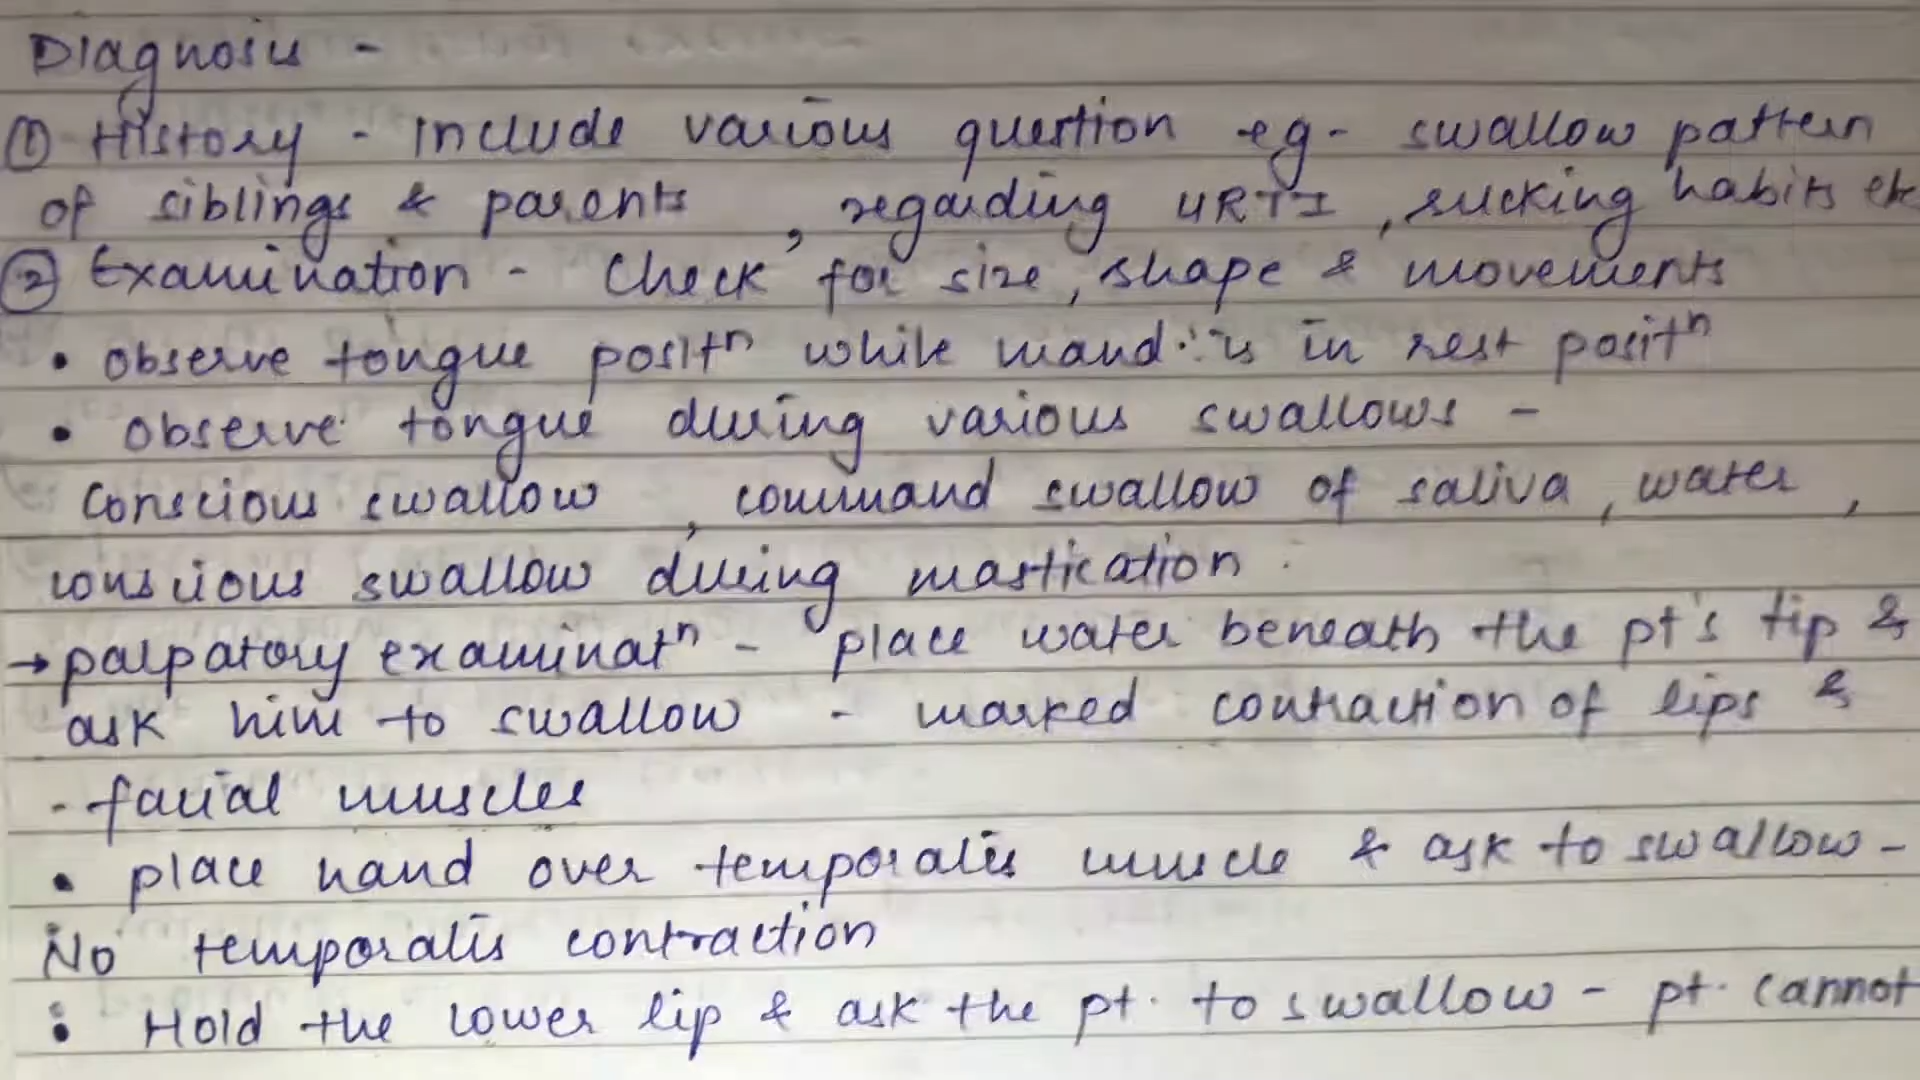 Diagnosis -
① History - Include various question eg - swallow pattern
of siblings & parents , regarding URTI , sucking habits etc
② Examination - Check for size, shape & movements
• observe tongue positⁿ while mand. is in rest positⁿ
• observe tongue during various swallows -
conscious swallow , command swallow of saliva , water ,
conscious swallow during mastication .
→ palpatory examinatⁿ - place water beneath the pt's tip &
ask him to swallow - marked contraction of lips &
- facial muscles
• place hand over temporalis muscle & ask to swallow -
No temporalis contraction
• Hold the lower lip & ask the pt. to swallow - pt. cannot